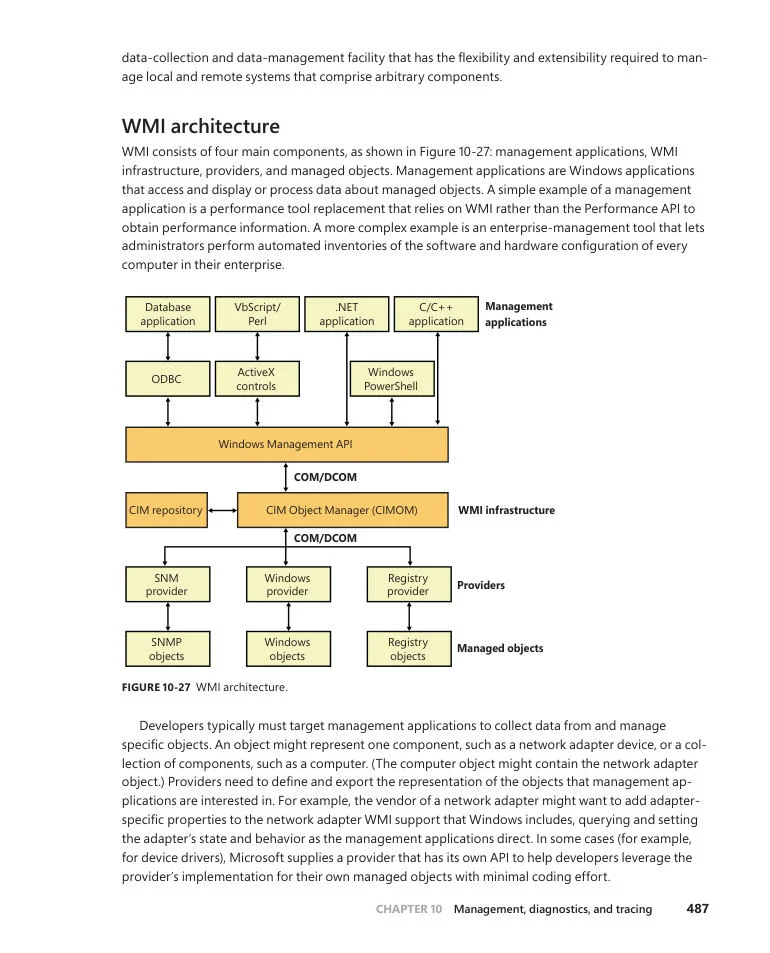 data-collection and data-management facility that has the flexibility and extensibility required to man-
age local and remote systems that comprise arbitrary components.
WMI architecture
WMI consists of four main components, as shown in Figure 10-27: management applications, WMI
infrastructure, providers, and managed objects. Management applications are Windows applications
that access and display or process data about managed objects. A simple example of a management
application is a performance tool replacement that relies on WMI rather than the Performance API to
obtain performance information. A more complex example is an enterprise-management tool that lets
administrators perform automated inventories of the software and hardware configuration of every
computer in their enterprise.
Database
application
VbScript/
Perl
.NET
application
C/C++
application
Management
applications
ODBC
ActiveX
controls
Windows
PowerShell
Windows Management API
COM/DCOM
CIM repository
CIM Object Manager (CIMOM)
WMI infrastructure
COM/DCOM
SNM
provider
Windows
provider
Registry
provider
Providers
SNMP
objects
Windows
objects
Registry
objects
Managed objects
FIGURE 10-27 WMI architecture.
Developers typically must target management applications to collect data from and manage
specific objects. An object might represent one component, such as a network adapter device, or a col-
lection of components, such as a computer. (The computer object might contain the network adapter
object.) Providers need to define and export the representation of the objects that management ap-
plications are interested in. For example, the vendor of a network adapter might want to add adapter-
specific properties to the network adapter WMI support that Windows includes, querying and setting
the adapter's state and behavior as the management applications direct. In some cases (for example,
for device drivers), Microsoft supplies a provider that has its own API to help developers leverage the
provider's implementation for their own managed objects with minimal coding effort.
CHAPTER 10 Management, diagnostics, and tracing 487